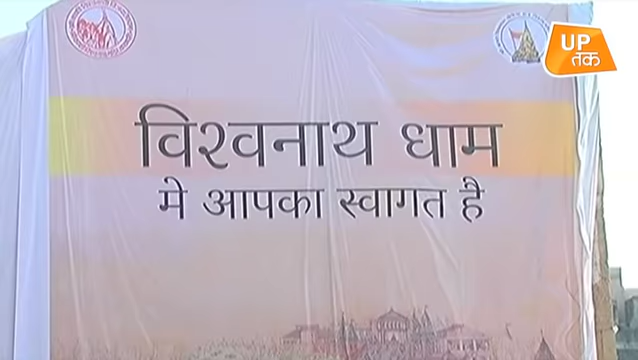 UP
तक
विश्वनाथ धाम
मे आपका स्वागत है